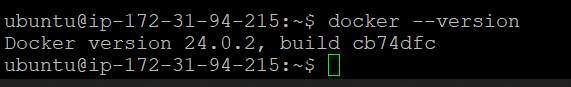 ubuntu@ip-172-31-94-215:~$ docker --version
Docker version 24.0.2, build cb74dfc
ubuntu@ip-172-31-94-215:~$